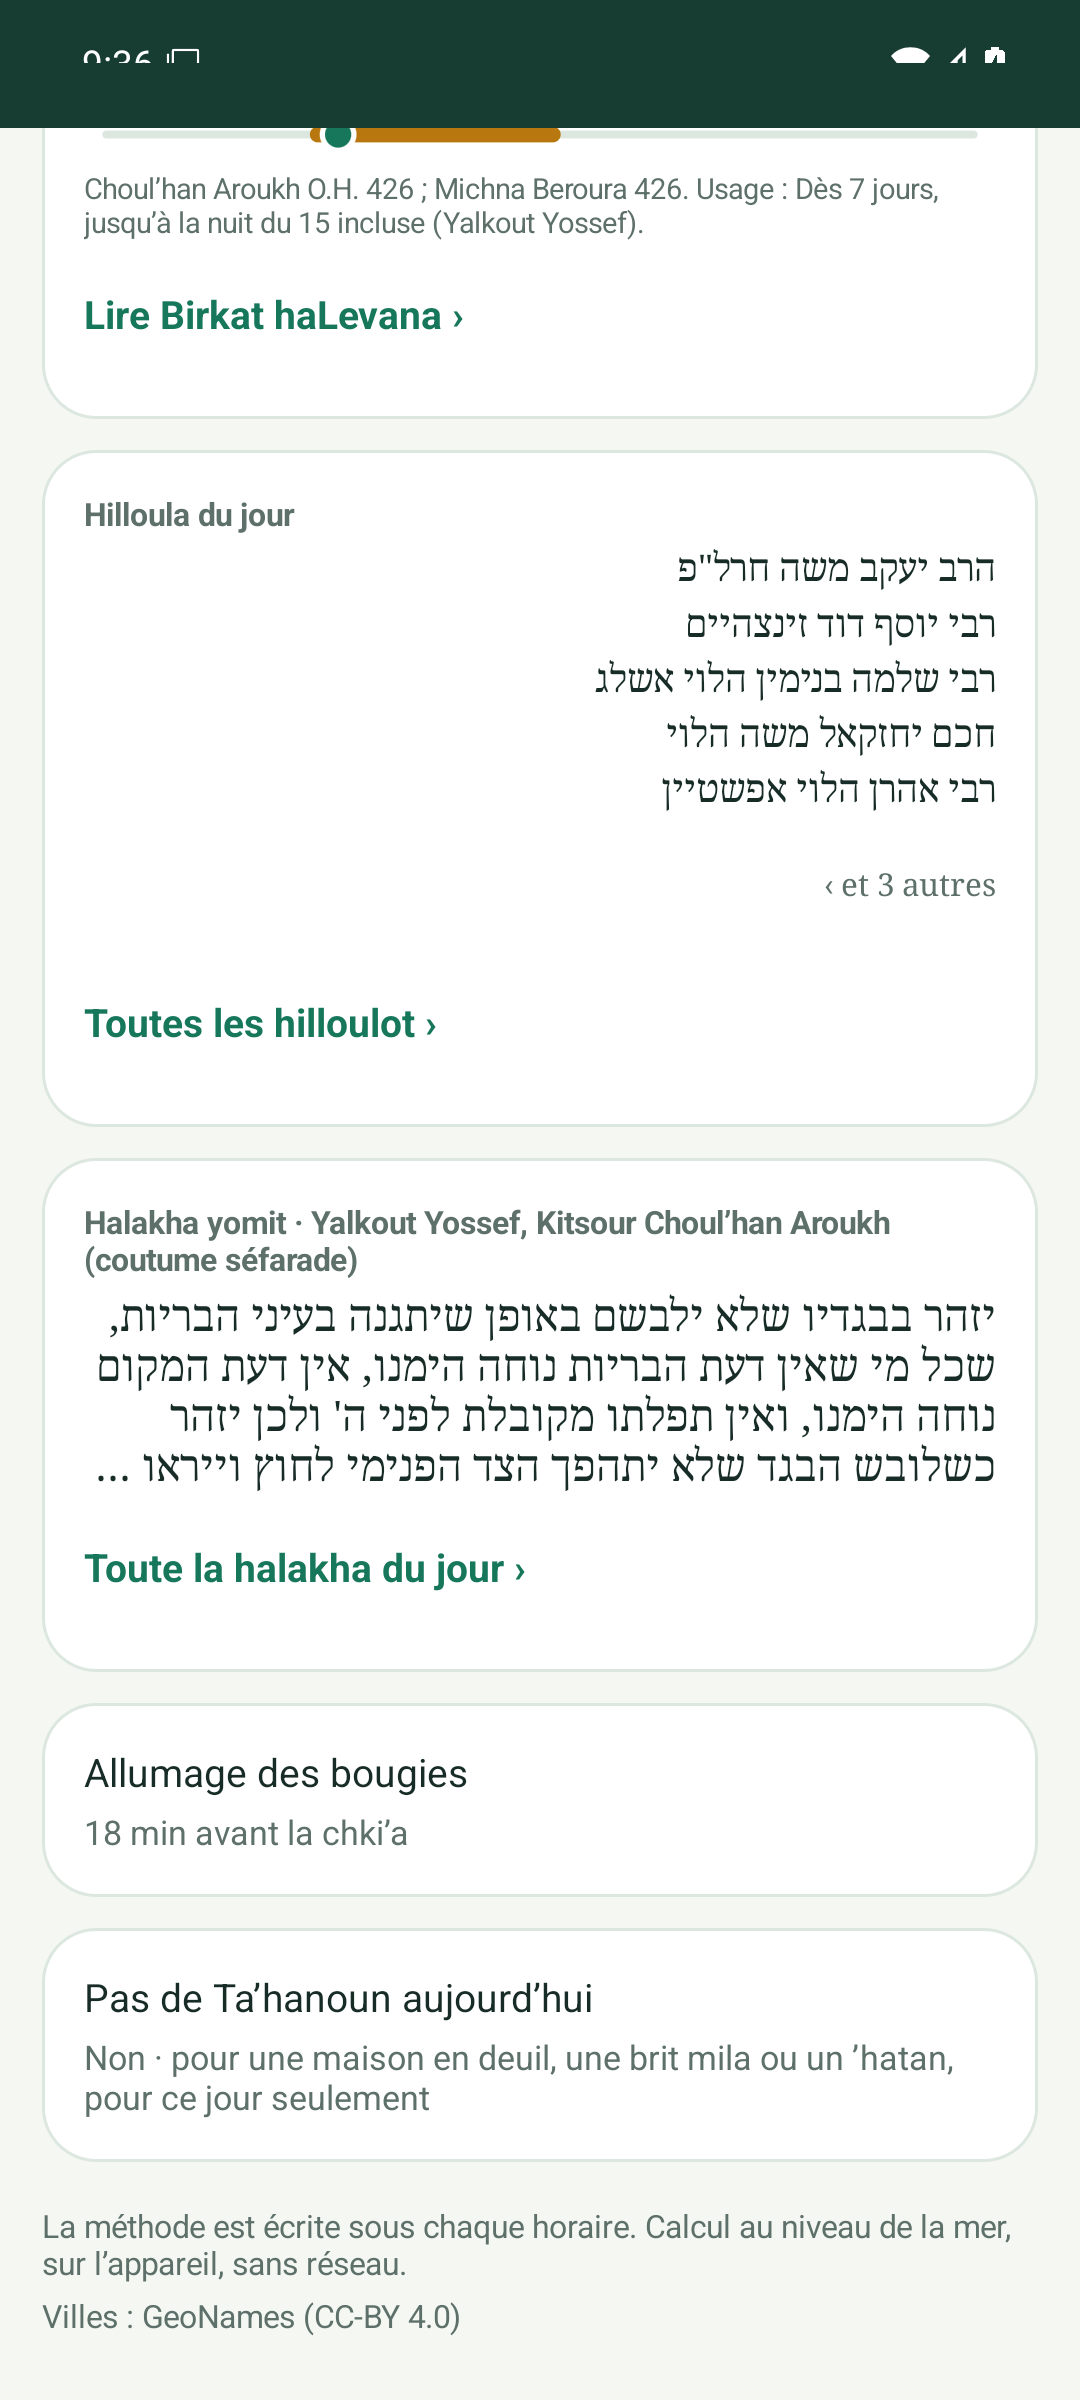 9:36
Choul’han Aroukh O.H. 426 ; Michna Beroura 426. Usage : Dès 7 jours,
jusqu’à la nuit du 15 incluse (Yalkout Yossef).
Lire Birkat haLevana ›
Hilloula du jour
הרב יעקב משה חרל"פ
רבי יוסף דוד זינצהיים
רבי שלמה בנימין הלוי אשלג
חכם יחזקאל משה הלוי
רבי אהרן הלוי אפשטיין
‹ et 3 autres
Toutes les hilloulot ›
Halakha yomit · Yalkout Yossef, Kitsour Choul’han Aroukh
(coutume séfarade)
יזהר בבגדיו שלא ילבשם באופן שיתגנה בעיני הבריות,
שכל מי שאין דעת הבריות נוחה הימנו, אין דעת המקום
נוחה הימנו, ואין תפלתו מקובלת לפני ה' ולכן יזהר
כשלובש הבגד שלא יתהפך הצד הפנימי לחוץ וייראו ...
Toute la halakha du jour ›
Allumage des bougies
18 min avant la chki’a
Pas de Ta’hanoun aujourd’hui
Non · pour une maison en deuil, une brit mila ou un ’hatan,
pour ce jour seulement
La méthode est écrite sous chaque horaire. Calcul au niveau de la mer,
sur l’appareil, sans réseau.
Villes : GeoNames (CC-BY 4.0)